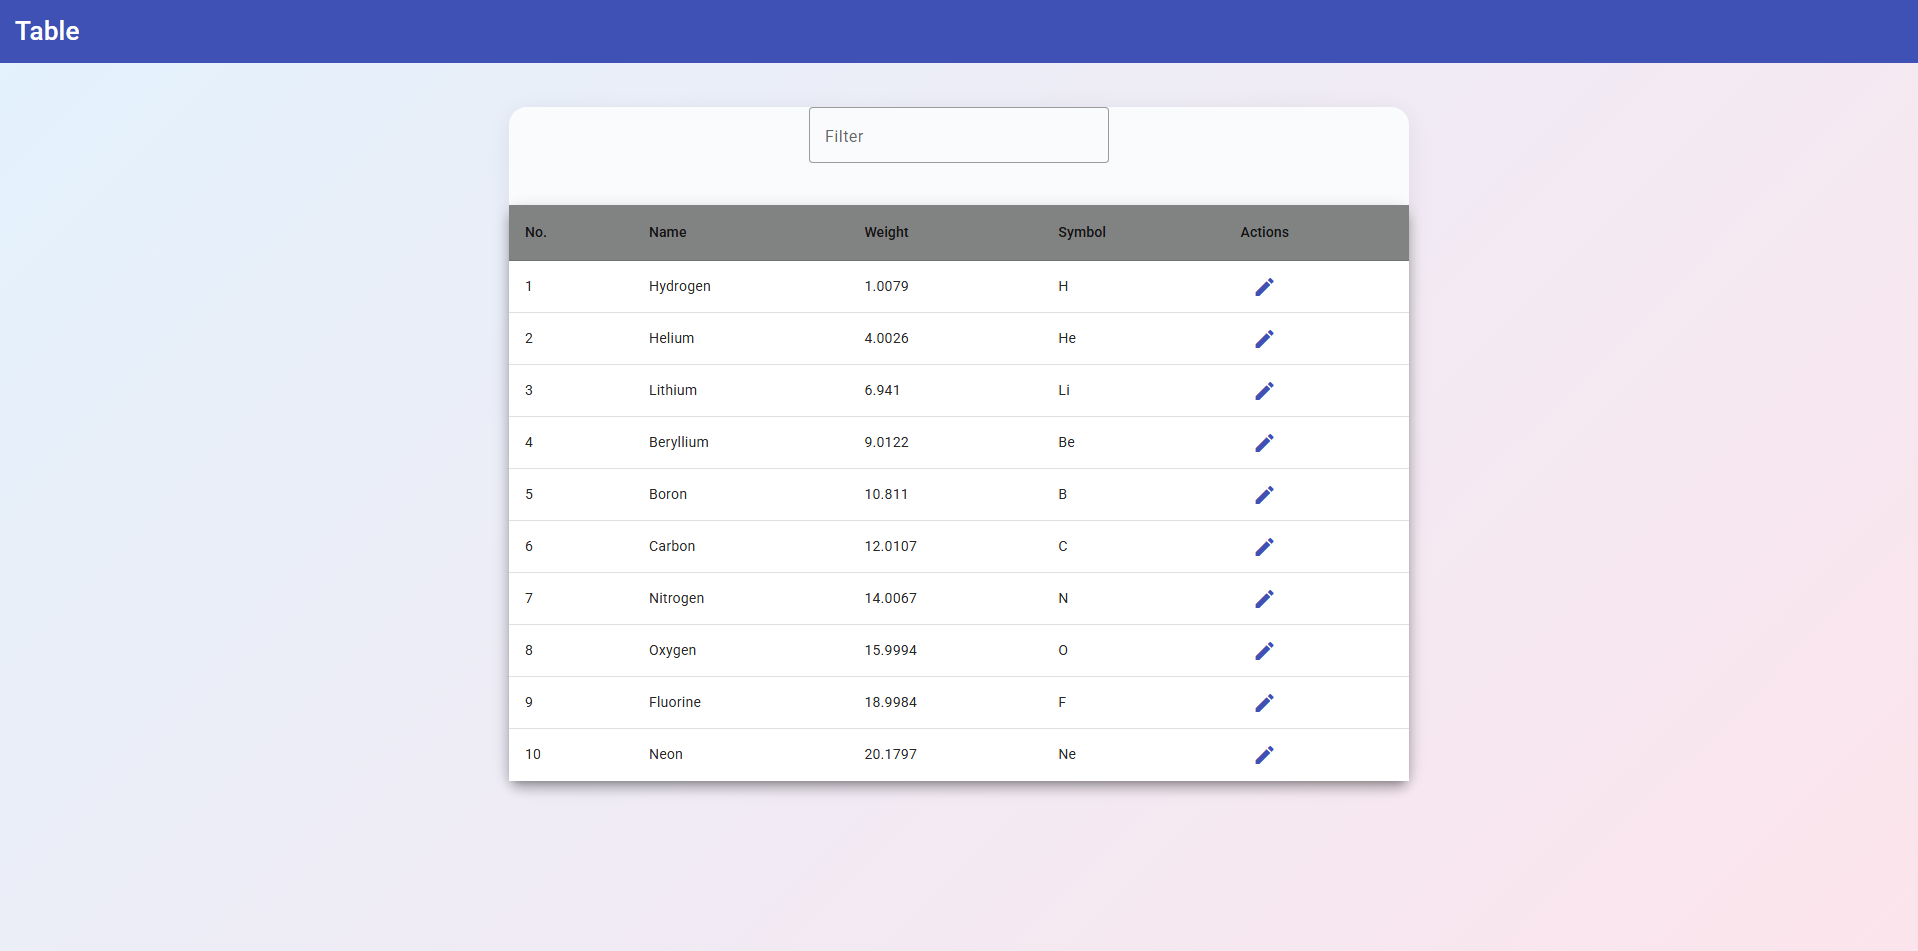 Table
Filter
No. Name Weight Symbol Actions
1 Hydrogen 1.0079 H
2 Helium 4.0026 He
3 Lithium 6.941 Li
4 Beryllium 9.0122 Be
5 Boron 10.811 B
6 Carbon 12.0107 C
7 Nitrogen 14.0067 N
8 Oxygen 15.9994 O
9 Fluorine 18.9984 F
10 Neon 20.1797 Ne